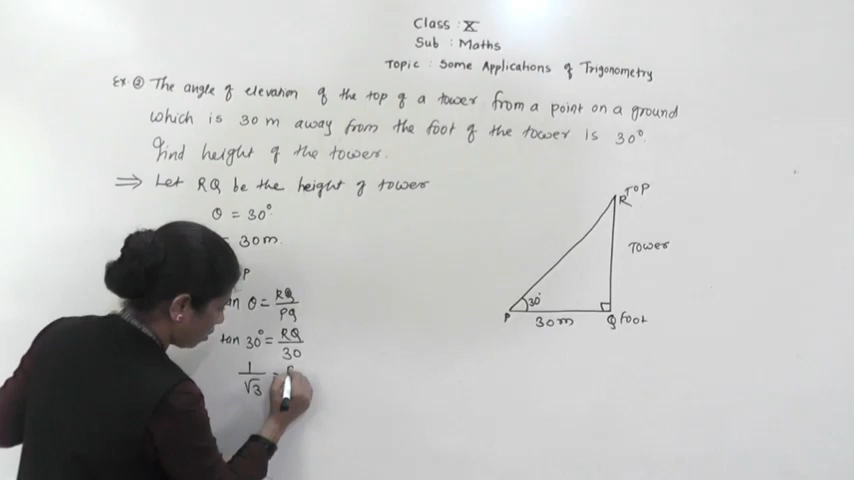 Class : X
Sub : Maths
Topic : Some Applications of Trigonometry
Ex. ② The angle of elevation of the top of a tower from a point on a ground
which is 30 m away from the foot of the tower is 30°.
find height of the tower.
⇒ Let RQ be the height of tower
θ = 30°
= 30m.
tan θ = RQ/PQ
tan 30° = RQ/30
1/√3 =
R TOP
Tower
30°
P 30m Q foot